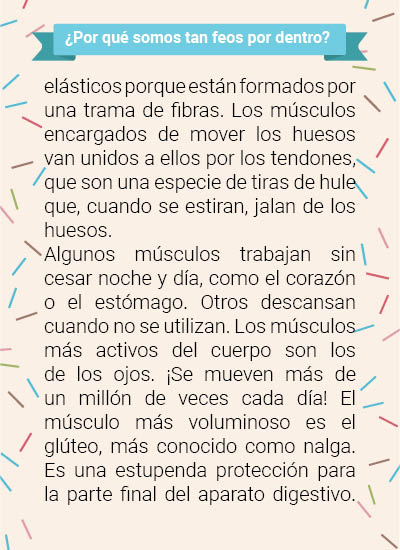 ¿Por qué somos tan feos por dentro?
elásticos porque están formados por
una trama de fibras. Los músculos
encargados de mover los huesos
van unidos a ellos por los tendones,
que son una especie de tiras de hule
que, cuando se estiran, jalan de los
huesos.
Algunos músculos trabajan sin
cesar noche y día, como el corazón
o el estómago. Otros descansan
cuando no se utilizan. Los músculos
más activos del cuerpo son los
de los ojos. ¡Se mueven más de
un millón de veces cada día! El
músculo más voluminoso es el
glúteo, más conocido como nalga.
Es una estupenda protección para
la parte final del aparato digestivo.